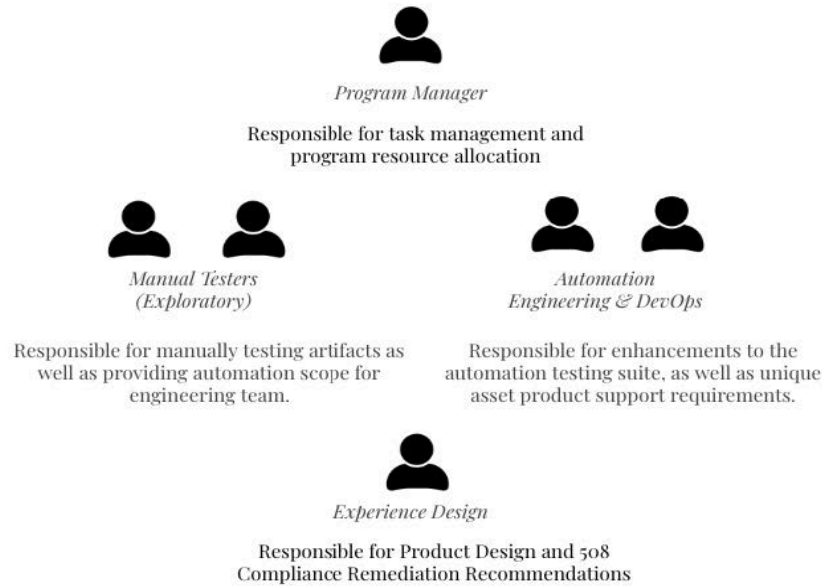 Program Manager
Responsible for task management and
program resource allocation
Manual Testers
(Exploratory)
Responsible for manually testing artifacts as
well as providing automation scope for
engineering team.
Automation
Engineering & DevOps
Responsible for enhancements to the
automation testing suite, as well as unique
asset product support requirements.
Experience Design
Responsible for Product Design and 508
Compliance Remediation Recommendations